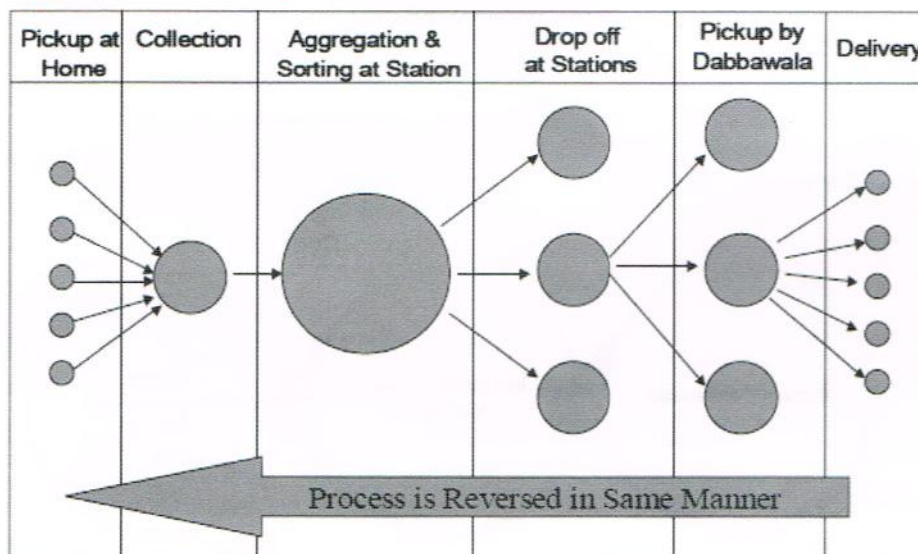 Pickup at
Home
Collection
Aggregation &
Sorting at Station
Drop off
at Stations
Pickup by
Dabbawala
Delivery
Process is Reversed in Same Manner